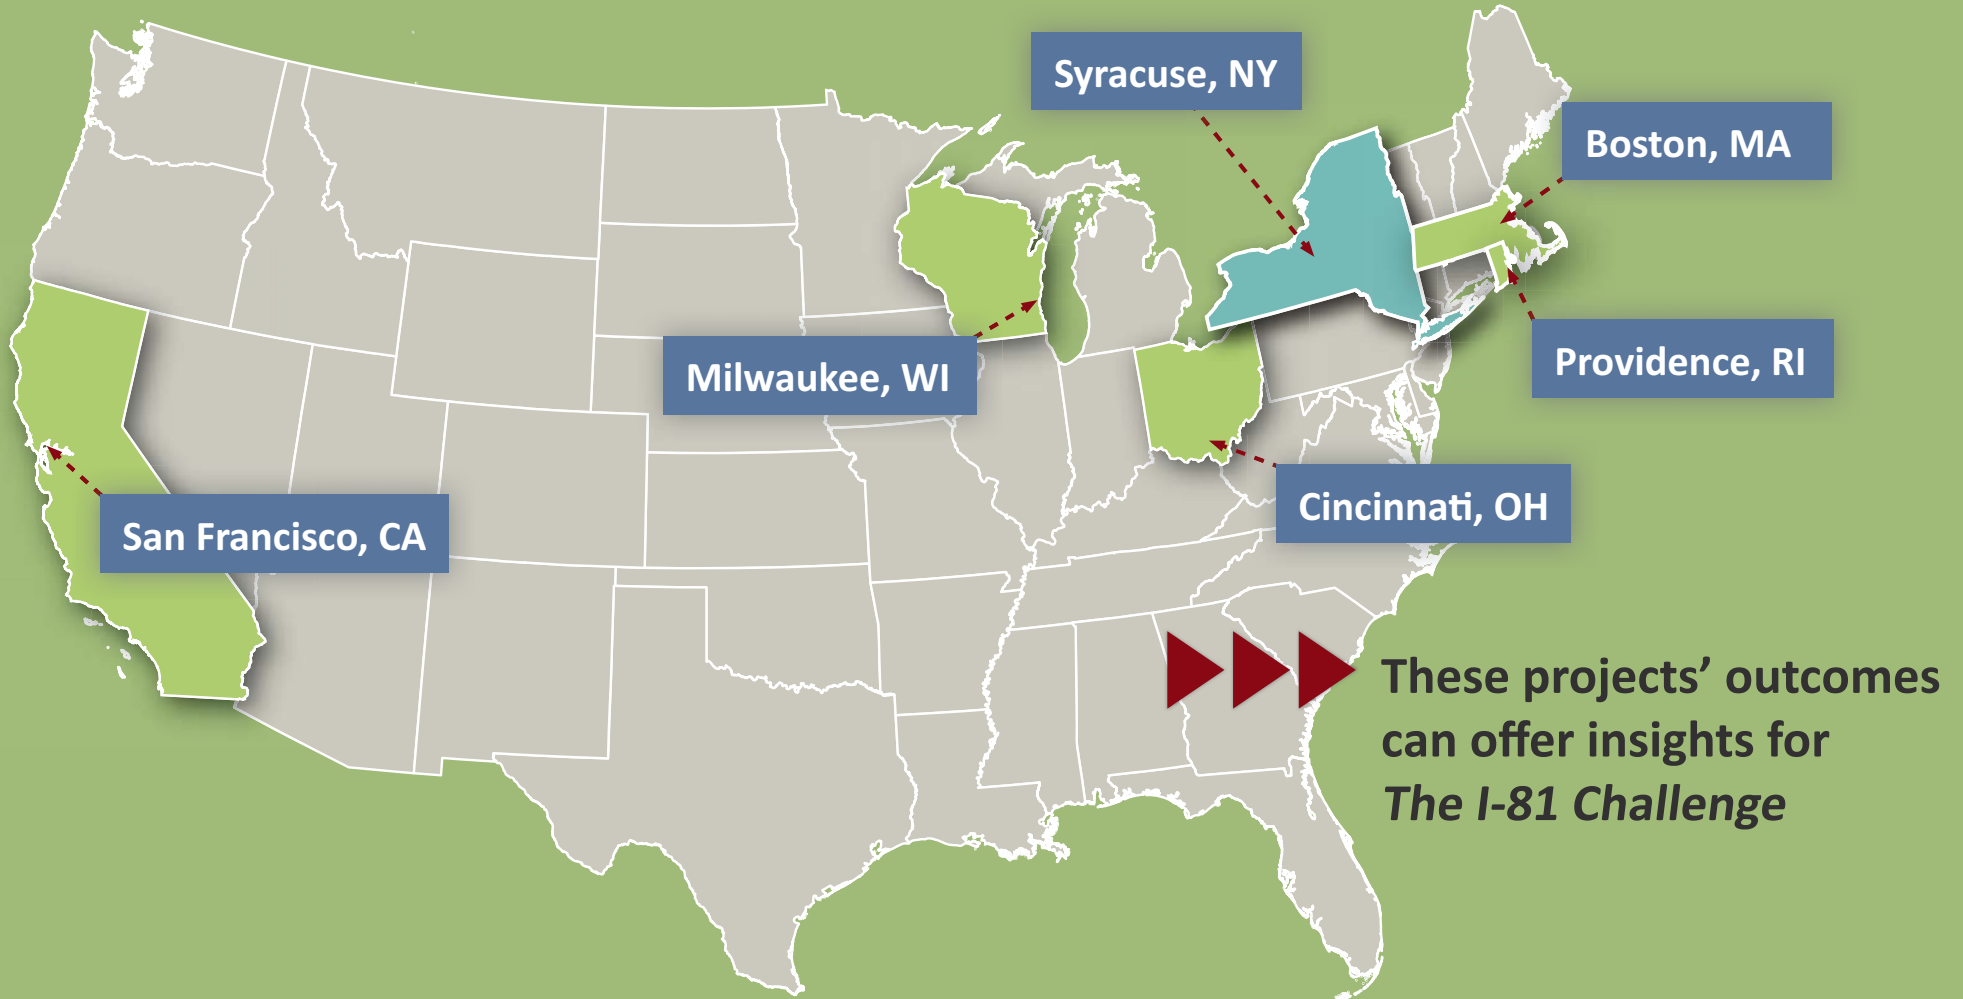 Syracuse, NY
Boston, MA
Providence, RI
Milwaukee, WI
Cincinnati, OH
San Francisco, CA
These projects’ outcomes
can offer insights for
The I-81 Challenge